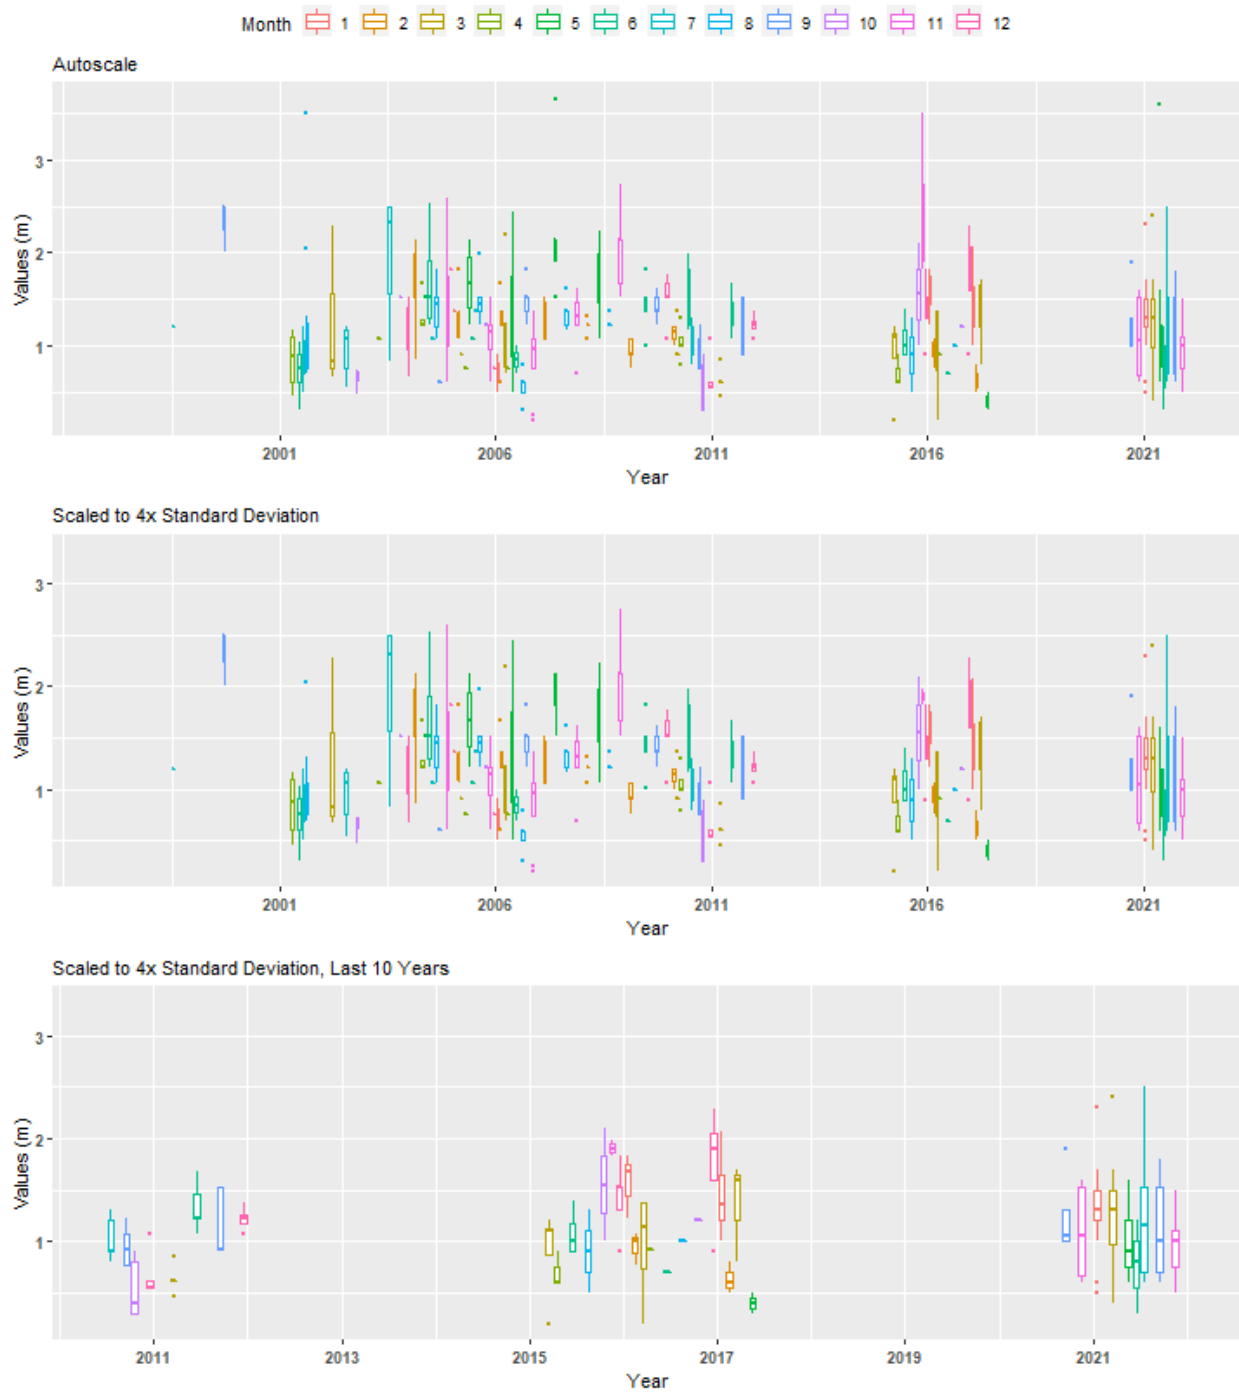 Month 1 2 3 4 5 6 7 8 9 10 11 12
Autoscale
3
2
1
Values (m)
2001 2006 2011 2016 2021
Year
Scaled to 4x Standard Deviation
3
2
1
Values (m)
2001 2006 2011 2016 2021
Year
Scaled to 4x Standard Deviation, Last 10 Years
3
2
1
Values (m)
2011 2013 2015 2017 2019 2021
Year